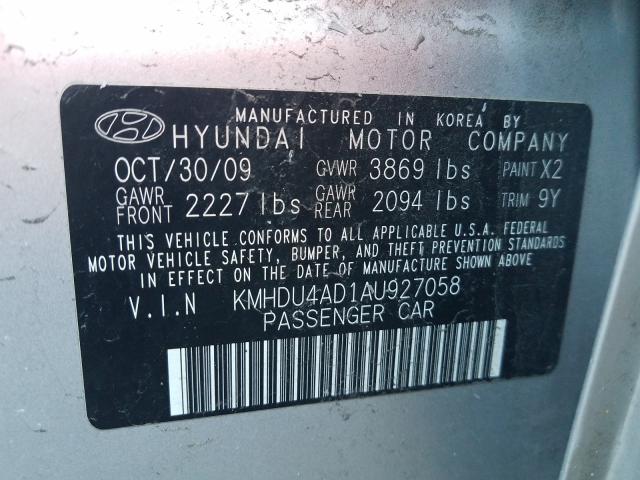 MANUFACTURED IN KOREA BY
HYUNDAI MOTOR COMPANY
OCT/30/09 GVWR 3869 lbs PAINT X2
GAWR FRONT 2227 lbs GAWR REAR 2094 lbs TRIM 9Y
THIS VEHICLE CONFORMS TO ALL APPLICABLE U.S.A. FEDERAL
MOTOR VEHICLE SAFETY, BUMPER, AND THEFT PREVENTION STANDARDS
IN EFFECT ON THE DATE OF MANUFACTURE SHOWN ABOVE.
V.I.N KMHDU4AD1AU927058
PASSENGER CAR